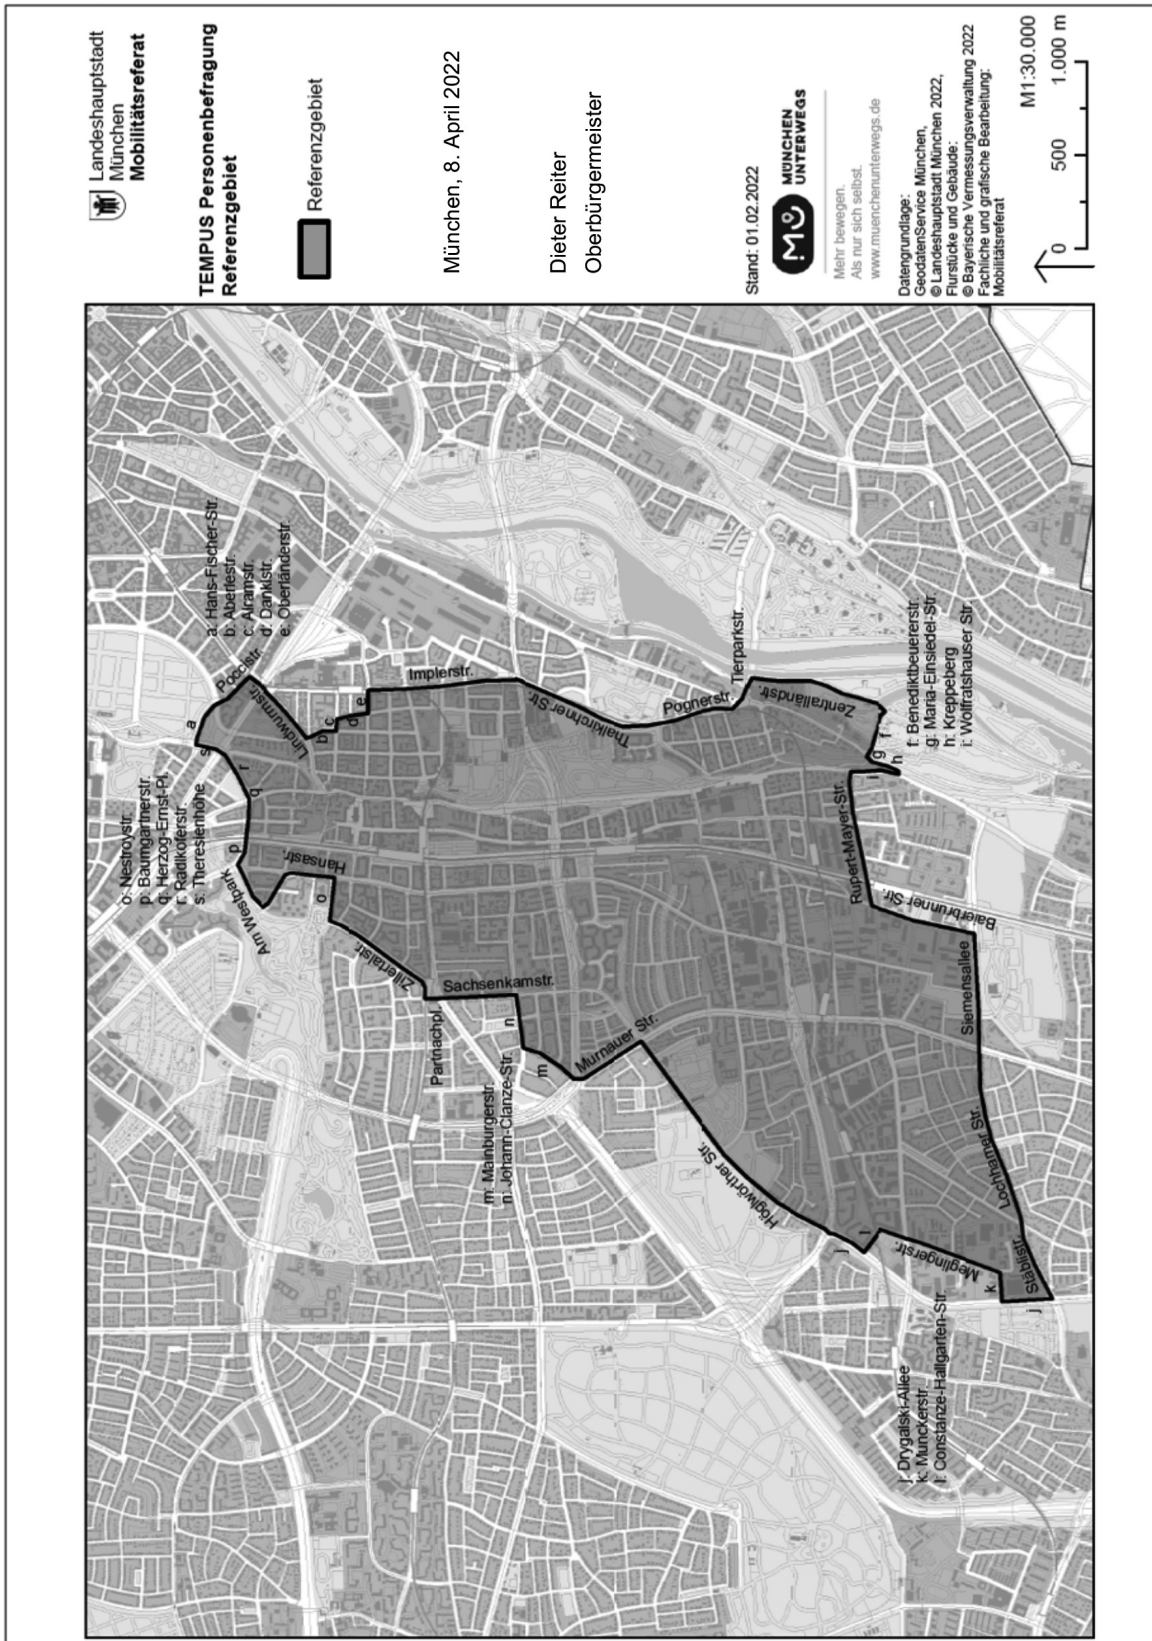 Landeshauptstadt
München
Mobilitätsreferat
TEMPUS Personenbefragung
Referenzgebiet
Referenzgebiet
München, 8. April 2022
Dieter Reiter
Oberbürgermeister
Stand: 01.02.2022
MÜNCHEN
UNTERWEGS
Mehr bewegen.
Als nur sich selbst.
www.muenchenunterwegs.de
Datengrundlage:
GeodatenService München,
© Landeshauptstadt München 2022,
Flurstücke und Gebäude:
© Bayerische Vermessungsverwaltung 2022
Fachliche und grafische Bearbeitung:
Mobilitätsreferat
M1:30.000
0 500 1.000 m
o: Nestroystr.
p: Baumgartnerstr.
q: Herzog-Ernst-Pl.
r: Radlkoferstr.
s: Theresienhöhe
a: Hans-Fischer-Str.
b: Aberlestr.
c: Alramstr.
d: Danklstr.
e: Oberländerstr.
a
s
r
q
p
o
Am Westpark
Hansastr.
Poccistr.
Lindwurmstr.
b
c
d
e
Implerstr.
Thalkirchner Str.
Pognerstr.
Tierparkstr.
Zentralländstr.
f
g
h
i
f: Benediktbeuererstr.
g: Maria-Einsiedel-Str.
h: Kreppeberg
i: Wolfratshauser Str.
Rupert-Mayer-Str.
Baierbrunner Str.
Siemensallee
Lochhamer Str.
Stäblistr.
j
k
Meglingerstr.
l
j
j: Drygalski-Allee
k: Munckerstr.
l: Constanze-Hallgarten-Str.
Höglwörther Str.
Murnauer Str.
m
n
m: Mainburgerstr.
n: Johann-Clanze-Str.
Sachsenkamstr.
Partnachpl.
Zillertalstr.